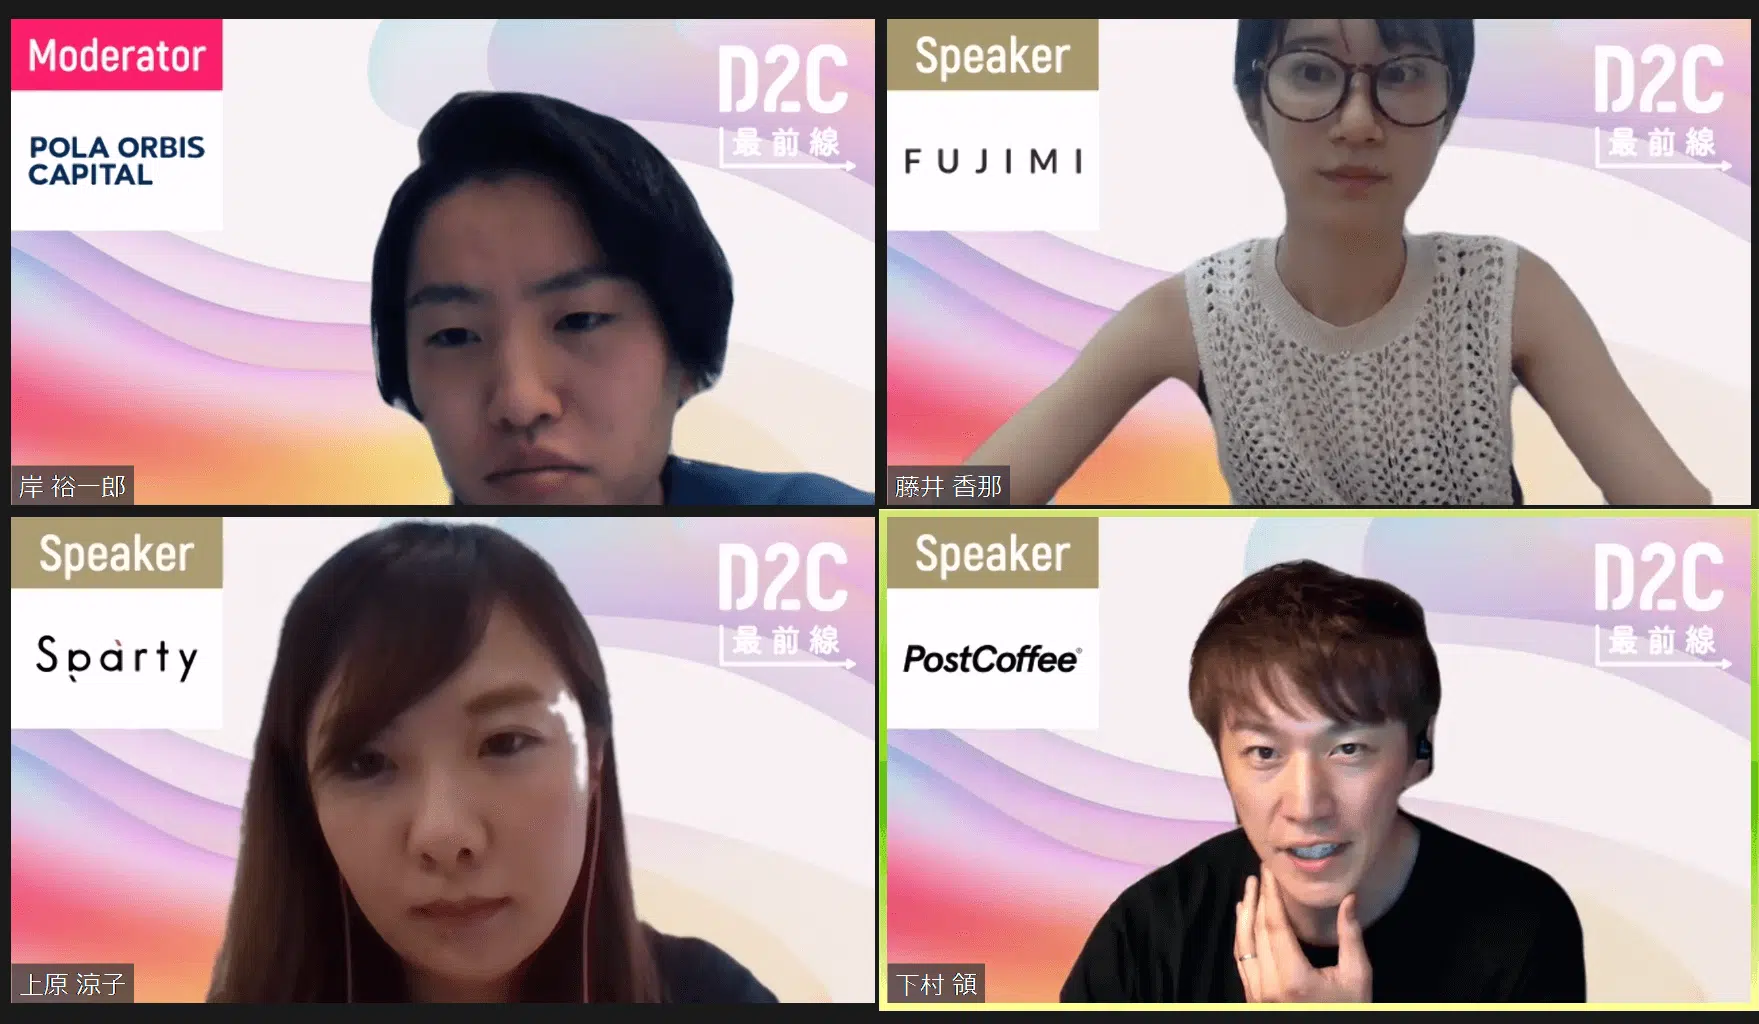 Moderator
POLA ORBIS
CAPITAL
D2C
最前線
岸 裕一郎
Speaker
FUJIMI
D2C
最前線
藤井 香那
Speaker
Sparty
D2C
最前線
上原 涼子
Speaker
PostCoffee®
D2C
最前線
下村 領